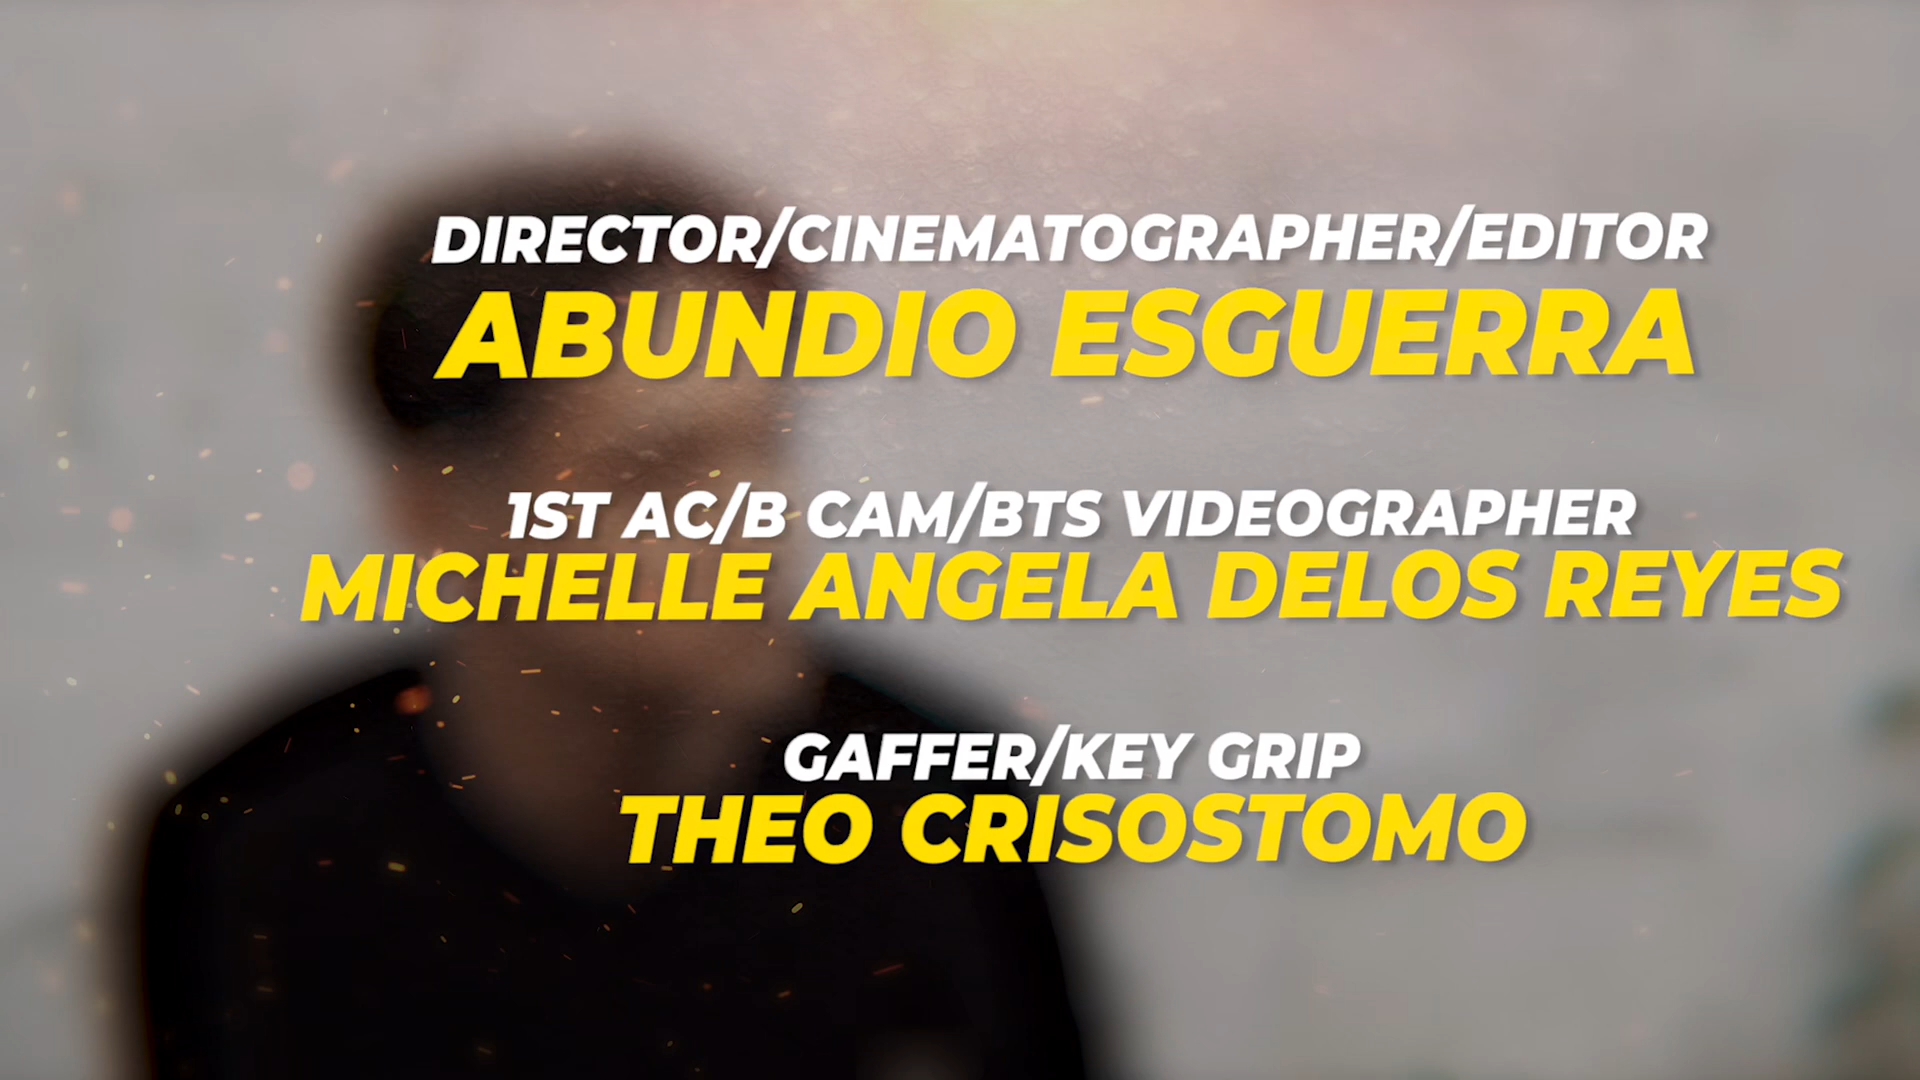 DIRECTOR/CINEMATOGRAPHER/EDITOR
ABUNDIO ESGUERRA
1ST AC/B CAM/BTS VIDEOGRAPHER
MICHELLE ANGELA DELOS REYES
GAFFER/KEY GRIP
THEO CRISOSTOMO